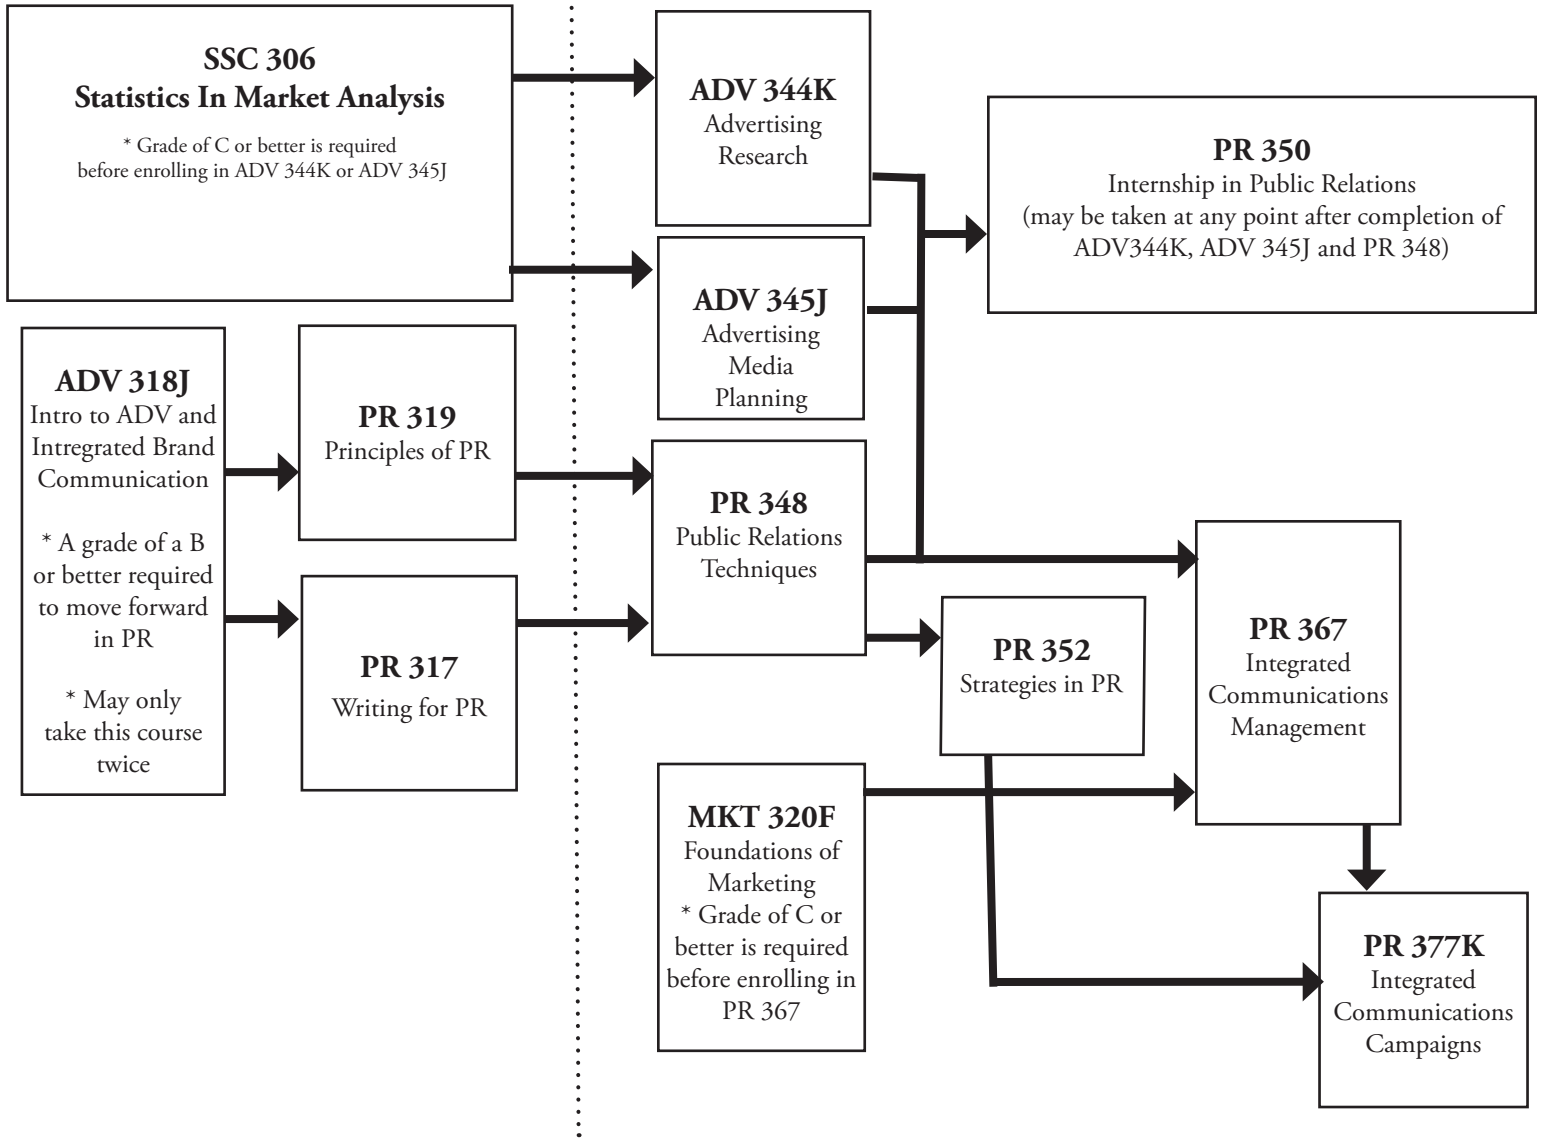 SSC 306
Statistics In Market Analysis
* Grade of C or better is required
before enrolling in ADV 344K or ADV 345J
ADV 344K
Advertising
Research
PR 350
Internship in Public Relations
(may be taken at any point after completion of
ADV344K, ADV 345J and PR 348)
ADV 345J
Advertising
Media
Planning
ADV 318J
Intro to ADV and
Intregrated Brand
Communication
* A grade of a B
or better required
to move forward
in PR
* May only
take this course
twice
PR 319
Principles of PR
PR 317
Writing for PR
PR 348
Public Relations
Techniques
PR 352
Strategies in PR
PR 367
Integrated
Communications
Management
MKT 320F
Foundations of
Marketing
* Grade of C or
better is required
before enrolling in
PR 367
PR 377K
Integrated
Communications
Campaigns